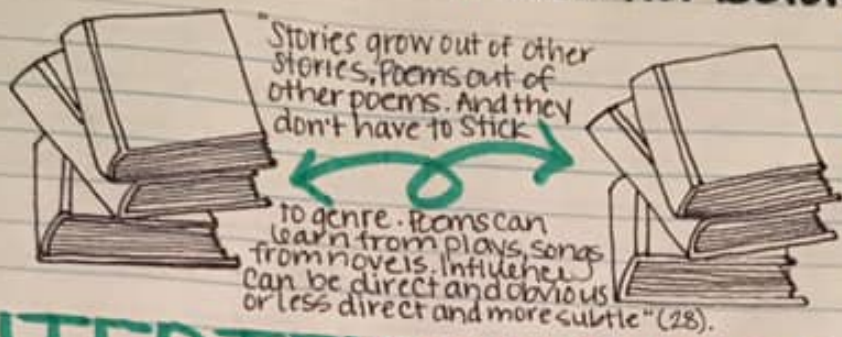 "Stories grow out of other
stories, Poems out of
other poems. And they
don't have to stick
to genre. Poems can
learn from plays, songs
from novels. Influence
can be direct and obvious
or less direct and more subtle" (28).